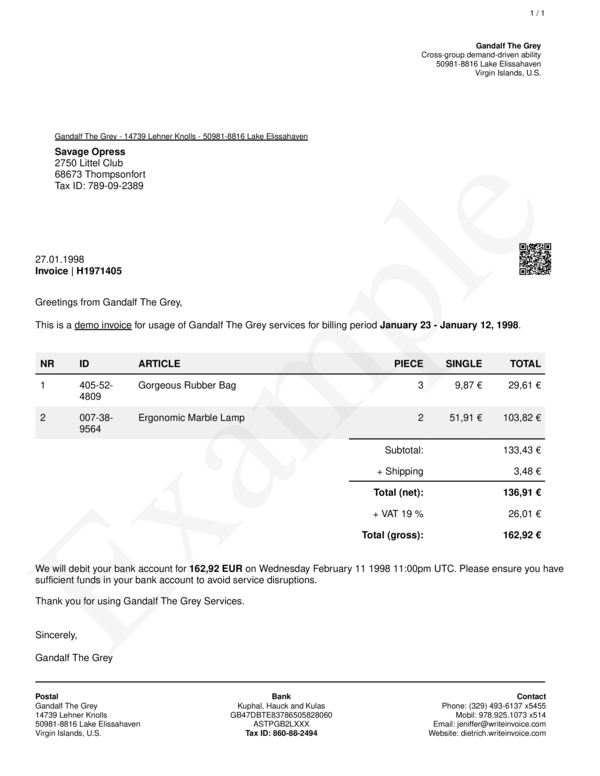 1 / 1
Gandalf The Grey
Cross-group demand-driven ability
50981-8816 Lake Elissahaven
Virgin Islands, U.S.
Gandalf The Grey - 14739 Lehner Knolls - 50981-8816 Lake Elissahaven
Savage Opress
2750 Littel Club
68673 Thompsonfort
Tax ID: 789-09-2389
27.01.1998
Invoice | H1971405
Greetings from Gandalf The Grey,
This is a demo invoice for usage of Gandalf The Grey services for billing period January 23 - January 12, 1998.
NR ID ARTICLE PIECE SINGLE TOTAL
1 405-52- Gorgeous Rubber Bag 3 9,87 € 29,61 €
4809
2 007-38- Ergonomic Marble Lamp 2 51,91 € 103,82 €
9564
Subtotal: 133,43 €
+ Shipping 3,48 €
Total (net): 136,91 €
+ VAT 19 % 26,01 €
Total (gross): 162,92 €
We will debit your bank account for 162,92 EUR on Wednesday February 11 1998 11:00pm UTC. Please ensure you have
sufficient funds in your bank account to avoid service disruptions.
Thank you for using Gandalf The Grey Services.
Sincerely,
Gandalf The Grey
Postal
Gandalf The Grey
14739 Lehner Knolls
50981-8816 Lake Elissahaven
Virgin Islands, U.S.
Bank
Kuphal, Hauck and Kulas
GB47DBTE83786505828060
ASTPGB2LXXX
Tax ID: 860-88-2494
Contact
Phone: (329) 493-6137 x5455
Mobil: 978.925.1073 x514
Email: jeniffer@writeinvoice.com
Website: dietrich.writeinvoice.com
Example